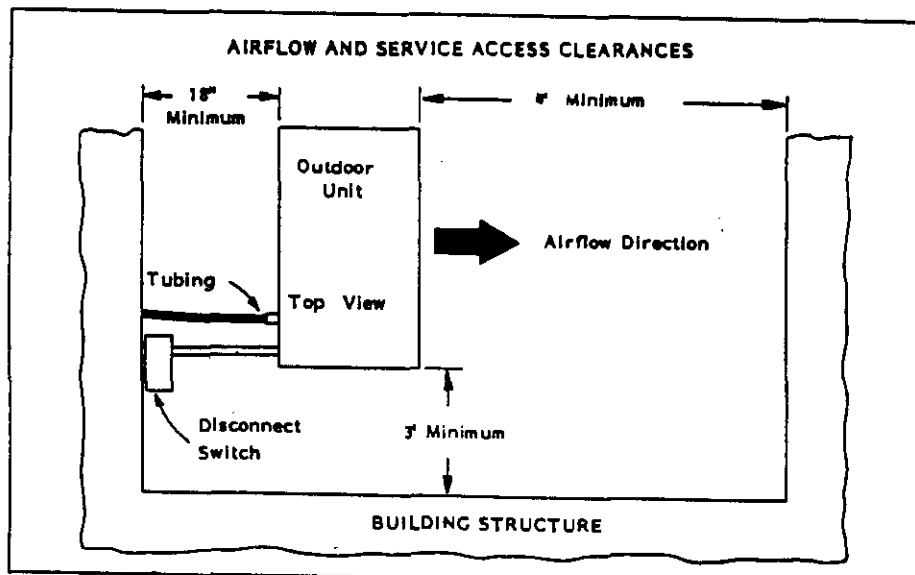 AIRFLOW AND SERVICE ACCESS CLEARANCES
18"
Minimum
Minimum
Outdoor
Unit
Airflow Direction
Tubing
Top View
3' Minimum
Disconnect
Switch
BUILDING STRUCTURE